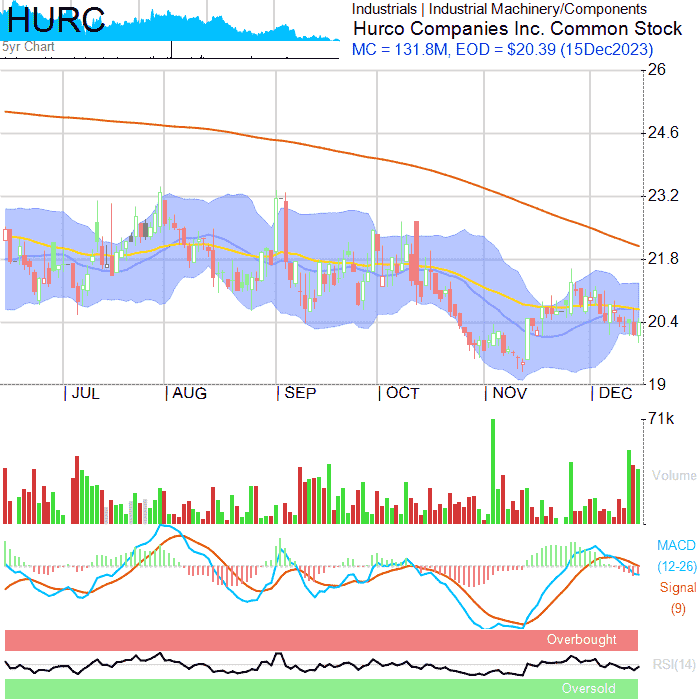 HURC
5yr Chart
Industrials | Industrial Machinery/Components
Hurco Companies Inc. Common Stock
MC = 131.8M, EOD = $20.39 (15Dec2023)
26
24.6
23.2
21.8
20.4
19
| JUL | AUG | SEP | OCT | NOV | DEC
71k
Volume
MACD
(12-26)
Signal
(9)
Overbought
RSI(14)
Oversold